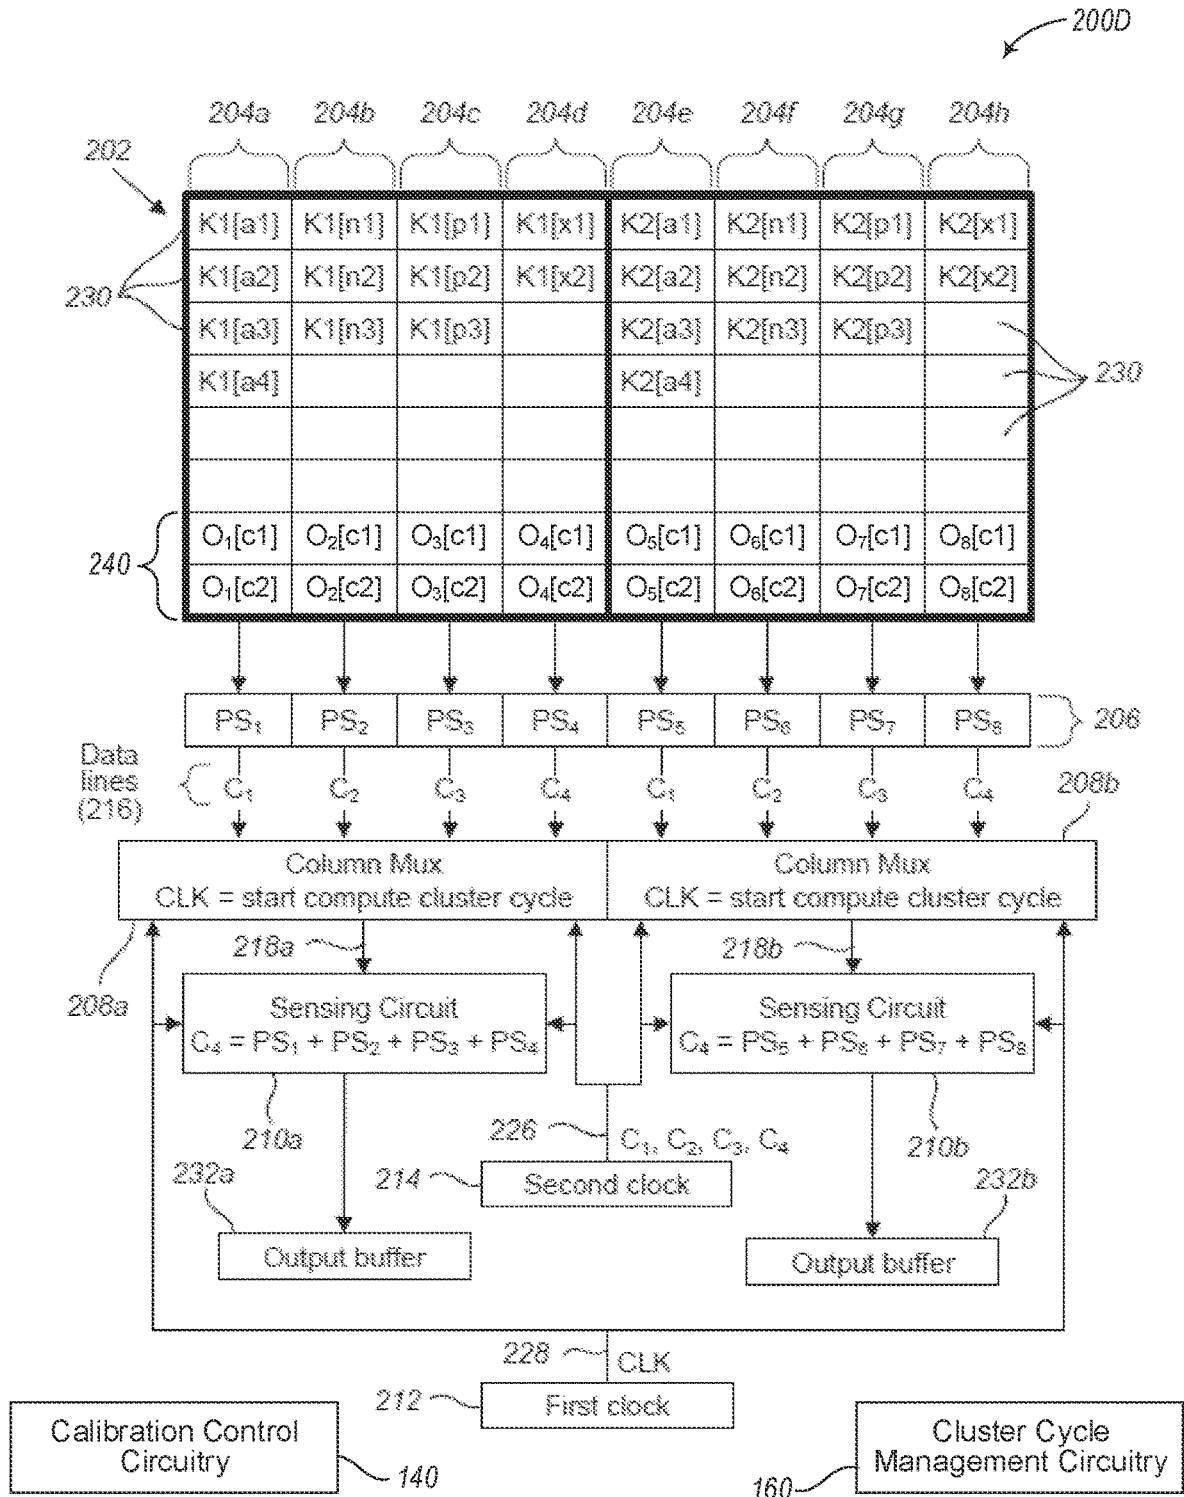 200D
204a 204b 204c 204d 204e 204f 204g 204h
202
K1[a1] K1[n1] K1[p1] K1[x1] K2[a1] K2[n1] K2[p1] K2[x1]
K1[a2] K1[n2] K1[p2] K1[x2] K2[a2] K2[n2] K2[p2] K2[x2]
230
K1[a3] K1[n3] K1[p3] K2[a3] K2[n3] K2[p3]
K1[a4] K2[a4]
230
O₁[c1] O₂[c1] O₃[c1] O₄[c1] O₅[c1] O₆[c1] O₇[c1] O₈[c1]
240
O₁[c2] O₂[c2] O₃[c2] O₄[c2] O₅[c2] O₆[c2] O₇[c2] O₈[c2]
PS₁ PS₂ PS₃ PS₄ PS₅ PS₆ PS₇ PS₈
206
Data
lines
(216)
C₁ C₂ C₃ C₄ C₁ C₂ C₃ C₄
208b
Column Mux
CLK = start compute cluster cycle
Column Mux
CLK = start compute cluster cycle
218a
218b
208a
Sensing Circuit
C₄ = PS₁ + PS₂ + PS₃ + PS₄
Sensing Circuit
C₄ = PS₅ + PS₆ + PS₇ + PS₈
210a
226
C₁, C₂, C₃, C₄
210b
232a
214
Second clock
232b
Output buffer
Output buffer
228
CLK
212
First clock
Calibration Control
Circuitry
140
Cluster Cycle
Management Circuitry
160